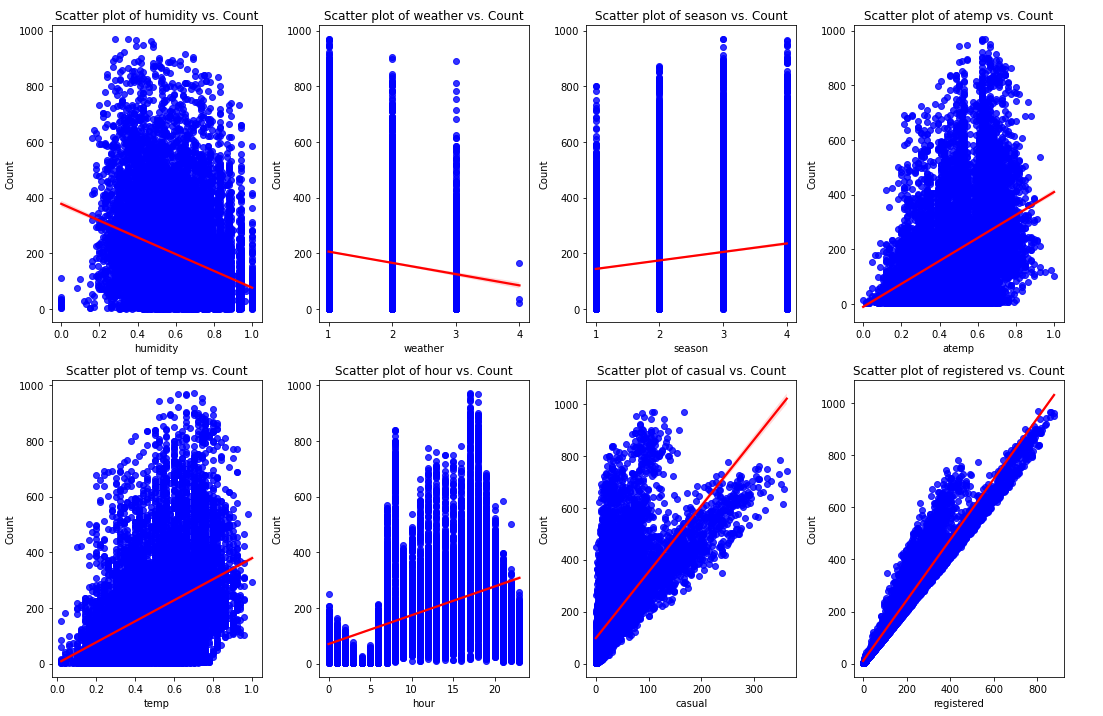 Scatter plot of humidity vs. Count
1000
800
600
400
200
0
Count
0.0 0.2 0.4 0.6 0.8 1.0
humidity
Scatter plot of weather vs. Count
1000
800
600
400
200
0
Count
1 2 3 4
weather
Scatter plot of season vs. Count
1000
800
600
400
200
0
Count
1 2 3 4
season
Scatter plot of atemp vs. Count
1000
800
600
400
200
0
Count
0.0 0.2 0.4 0.6 0.8 1.0
atemp
Scatter plot of temp vs. Count
1000
800
600
400
200
0
Count
0.0 0.2 0.4 0.6 0.8 1.0
temp
Scatter plot of hour vs. Count
1000
800
600
400
200
0
Count
0 5 10 15 20
hour
Scatter plot of casual vs. Count
1000
800
600
400
200
0
Count
0 100 200 300
casual
Scatter plot of registered vs. Count
1000
800
600
400
200
0
Count
0 200 400 600 800
registered